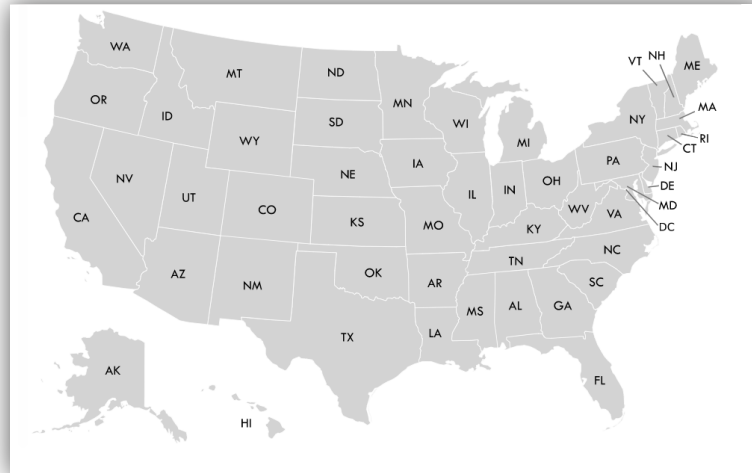 WA
MT
ND
MN
VT
NH
ME
OR
ID
SD
WI
MI
NY
MA
RI
CT
WY
IA
PA
NJ
NV
UT
NE
IL
IN
OH
DE
MD
DC
CA
CO
KS
MO
WV
VA
KY
AZ
NM
OK
AR
TN
NC
SC
TX
LA
MS
AL
GA
AK
HI
FL